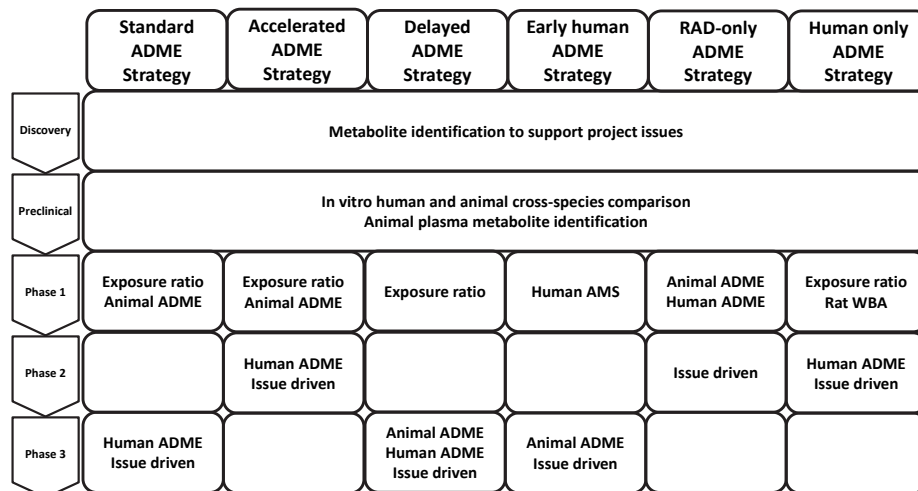 Standard
ADME
Strategy
Accelerated
ADME
Strategy
Delayed
ADME
Strategy
Early human
ADME
Strategy
RAD-only
ADME
Strategy
Human only
ADME
Strategy
Discovery
Metabolite identification to support project issues
Preclinical
In vitro human and animal cross-species comparison
Animal plasma metabolite identification
Phase 1
Exposure ratio
Animal ADME
Exposure ratio
Animal ADME
Exposure ratio
Human AMS
Animal ADME
Human ADME
Exposure ratio
Rat WBA
Phase 2
Human ADME
Issue driven
Issue driven
Human ADME
Issue driven
Phase 3
Human ADME
Issue driven
Animal ADME
Human ADME
Issue driven
Animal ADME
Issue driven